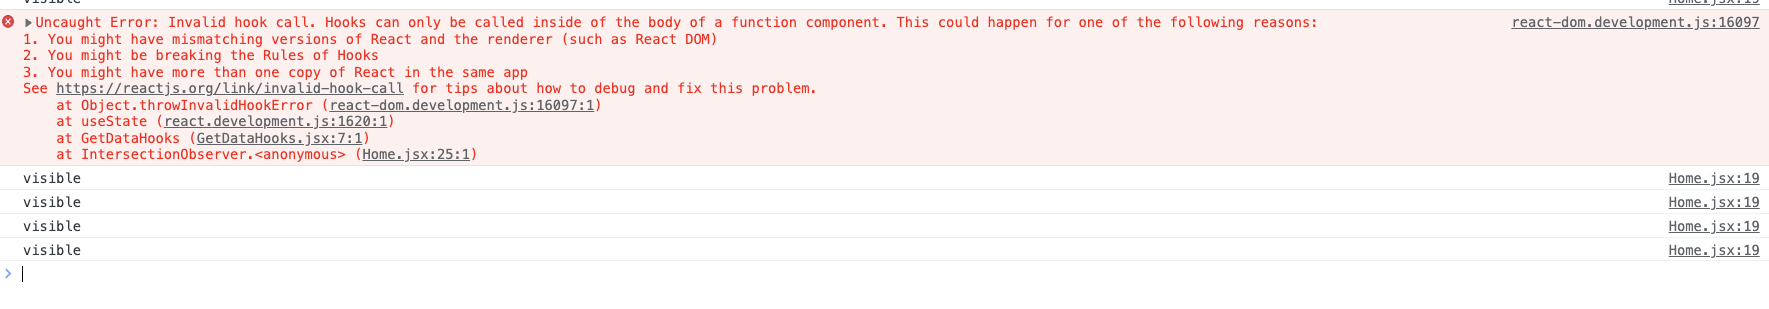 visible Home.jsx:19
Uncaught Error: Invalid hook call. Hooks can only be called inside of the body of a function component. This could happen for one of the following reasons: react-dom.development.js:16097
1. You might have mismatching versions of React and the renderer (such as React DOM)
2. You might be breaking the Rules of Hooks
3. You might have more than one copy of React in the same app
See https://reactjs.org/link/invalid-hook-call for tips about how to debug and fix this problem.
at Object.throwInvalidHookError (react-dom.development.js:16097:1)
at useState (react.development.js:1620:1)
at GetDataHooks (GetDataHooks.jsx:7:1)
at IntersectionObserver.<anonymous> (Home.jsx:25:1)
visible Home.jsx:19
visible Home.jsx:19
visible Home.jsx:19
visible Home.jsx:19